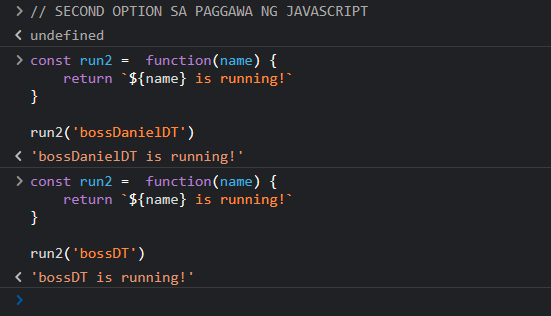 > // SECOND OPTION SA PAGGAWA NG JAVASCRIPT
< undefined
> const run2 =  function(name) {
    return `${name} is running!`
}
run2('bossDanielDT')
< 'bossDanielDT is running!'
> const run2 =  function(name) {
    return `${name} is running!`
}
run2('bossDT')
< 'bossDT is running!'
>